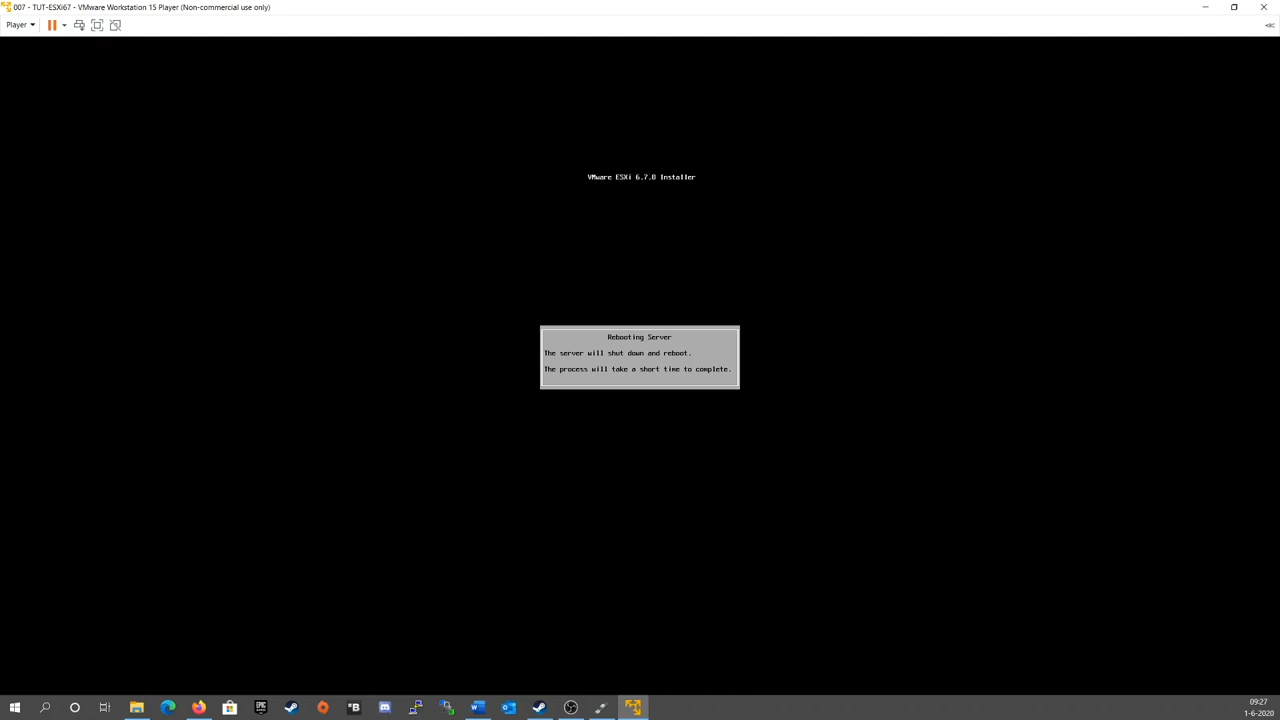 007 - TUT-ESXi67 - VMware Workstation 15 Player (Non-commercial use only)
Player
VMware ESXi 6.7.0 Installer
Rebooting Server
The server will shut down and reboot.
The process will take a short time to complete.
EPIC
*B
09:27
1-6-2020